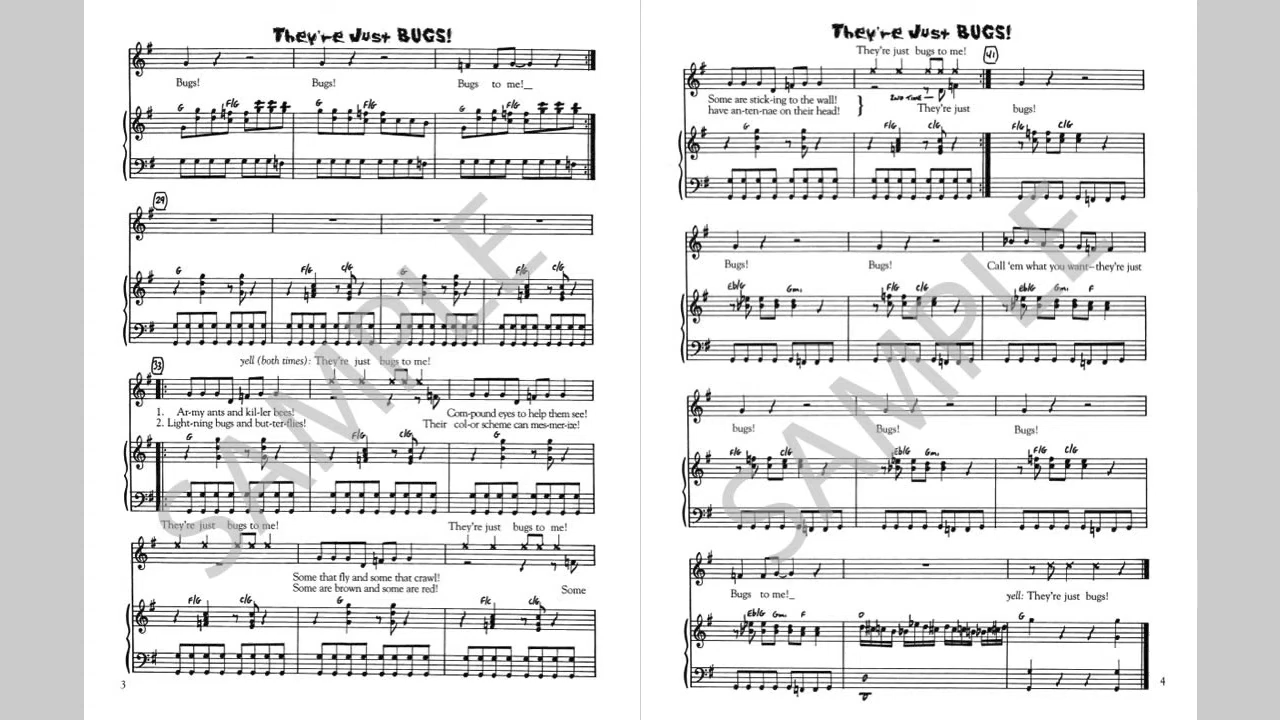 They're Just BUGS!
Bugs! Bugs! Bugs to me!_
G F/G G F/G G F/G
29
G F/G C/G G F/G C/G
yell (both times): They're just bugs to me!
33
1. Ar-my ants and kil-ler bees! Com-pound eyes to help them see!
2. Light-ning bugs and but-ter-flies! Their col-or scheme can mes-mer-ize!
G F/G C/G G
They're just bugs to me! They're just bugs to me!
Some that fly and some that crawl!
Some are brown and some are red! Some
F/G C/G G F/G C/G
3
SAMPLE
They're Just BUGS!
They're just bugs to me! 41
Some are stick-ing to the wall! 2ND TIME They're just bugs!
have an-ten-nae on their head!
G F/G C/G F/G C/G
Bugs! Bugs! Call 'em what you want–they're just
Eb/G Gmi F/G C/G Eb/G Gmi F
bugs! Bugs! Bugs!
F/G C/G Eb/G Gmi F/G C/G
Bugs to me!_ yell: They're just bugs!
Eb/G Gmi F D G
4
SAMPLE